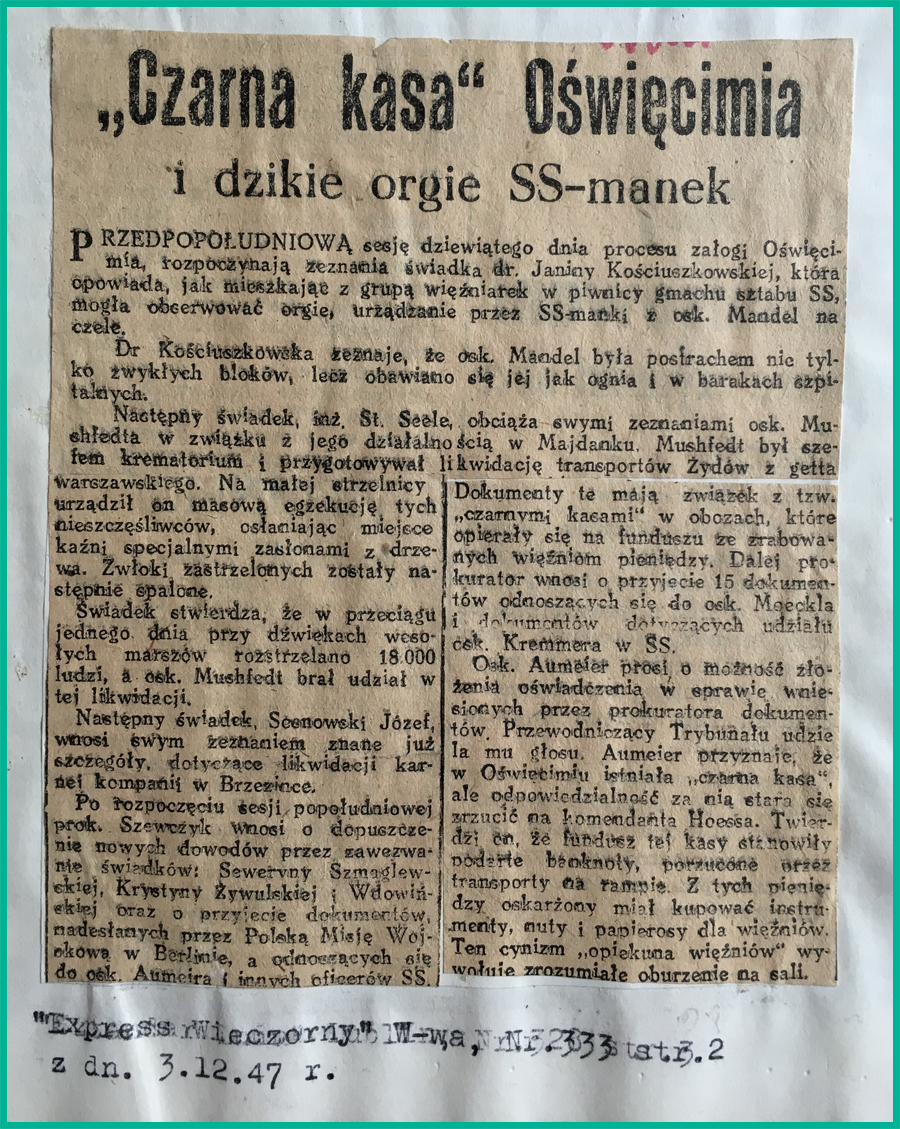 „Czarna kasa“ Oświęcimia
i dzikie orgie SS-manek
PRZEDPOPOŁUDNIOWĄ sesję dziewiątego dnia procesu załogi Oświęci-
mia, rozpoczynają zeznania świadka dr. Janiny Kościuszkowskiej, która
opowiada, jak mieszkając z grupą więźniarek w piwnicy gmachu sztabu SS,
mogła obserwować orgie, urządzanie przez SS-manki z osk. Mandel na
czele.
Dr Kościuszkowska zeznaje, że osk. Mandel była postrachem nie tyl-
ko zwykłych bloków, lecz obawiano się jej jak ognia i w barakach szpi-
talnych.
Następny świadek, inż. St. Seele, obciąża swymi zeznaniami osk. Mu-
shfedta w związku z jego działalnością w Majdanku. Mushfedt był sze-
fem krematorium i przygotowywał likwidację transportów Żydów z getta
warszawskiego. Na małej strzelnicy
urządził on masową egzekucję tych
nieszczęśliwców, osłaniając miejsce
kaźni specjalnymi zasłonami z drze-
wa. Zwłoki zastrzelonych zostały na-
stępnie spalone.
Świadek stwierdza, że w przeciągu
jednego dnia przy dźwiękach weso-
łych marszów rozstrzelano 18.000
ludzi, a osk. Mushfedt brał udział w
tej likwidacji.
Następny świadek, Sosnowski Józef,
wnosi swym zeznaniem znane już
szczegóły, dotyczące likwidacji kar-
nej kompanii w Brzezince.
Po rozpoczęciu sesji popołudniowej
prok. Szewczyk wnosi o dopuszcze-
nie nowych dowodów przez zawezwa-
nie świadków: Seweryny Szmaglew-
skiej, Krystyny Żywulskiej i Wdowiń-
skiej oraz o przyjęcie dokumentów,
nadesłanych przez Polską Misję Woj-
skową w Berlinie, a odnoszących się
do osk. Aumeira i innych oficerów SS.
Dokumenty te mają związek z tzw.
„czarnymi kasami“ w obozach, które
opierały się na funduszu ze zrabowa-
nych więźniom pieniędzy. Dalej pro-
kurator wnosi o przyjęcie 15 dokumen-
tów odnoszących się do osk. Moeckla
i dokumentów dotyczących udziału
osk. Kremmera w SS.
Osk. Aumeier prosi o możność zło-
żenia oświadczenia w sprawie wnie-
sionych przez prokuratora dokumen-
tów. Przewodniczący Trybunału udzie
la mu głosu. Aumeier przyznaje, że
w Oświęcimiu istniała „czarna kasa“,
ale odpowiedzialność za nią stara się
zrzucić na komendanta Hoessa. Twier-
dzi on, że fundusz tej kasy stanowiły
podarte banknoty, porzucone przez
transporty na rampie. Z tych pienię-
dzy oskarżony miał kupować instru-
menty, nuty i papierosy dla więźniów.
Ten cynizm „opiekuna więźniów“ wy-
wołuje zrozumiałe oburzenie na sali.
"Express Wieczorny" W-wa, Nr. 333 str. 2
z dn. 3.12.47 r.